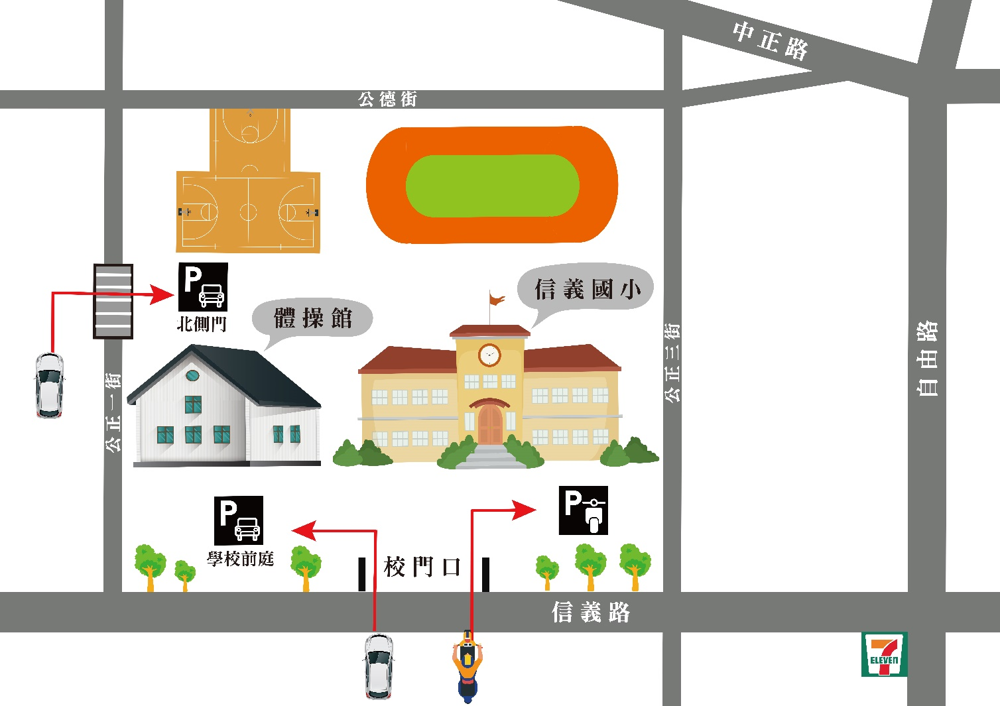 中正路
公德街
信義國小
P
北側門
體操館
公正三街
自由路
公正一街
P
學校前庭
P
校門口
信義路
7
ELEVEN